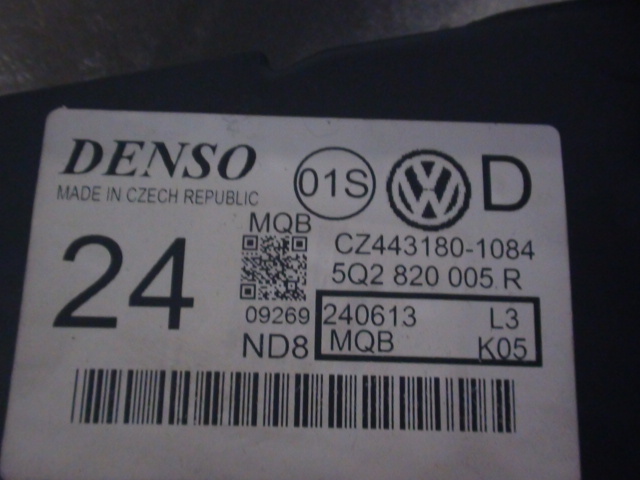 DENSO
MADE IN CZECH REPUBLIC
01S
VW
D
MQB
24
CZ443180-1084
5Q2 820 005 R
09269
240613 L3
ND8
MQB K05